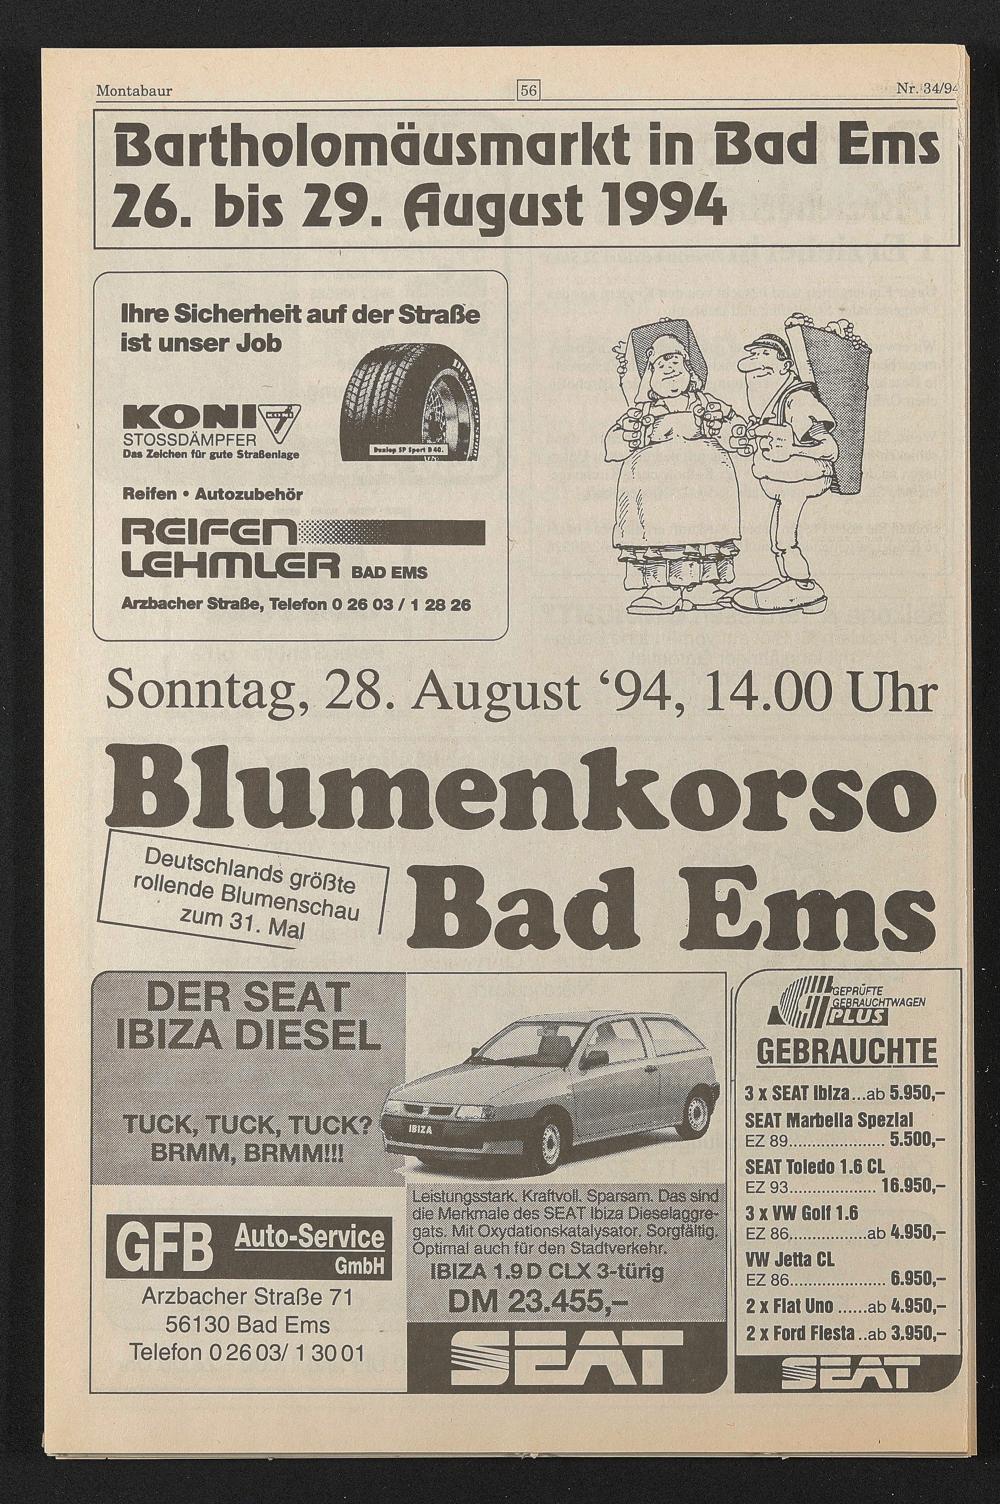 Montabaur
56
Nr. 34/94
Bartholomäusmarkt in Bad Ems
26. bis 29. August 1994
Ihre Sicherheit auf der Straße
ist unser Job
KONI
KONI
STOSSDÄMPFER
Das Zeichen für gute Straßenlage
DUNLOP
Dunlop SP Sport D 40.
Reifen • Autozubehör
REIFEN
LEHMLER BAD EMS
Arzbacher Straße, Telefon 0 26 03 / 1 28 26
Sonntag, 28. August ‘94, 14.00 Uhr
Blumenkorso
Bad Ems
Deutschlands größte
rollende Blumenschau
zum 31. Mal
DER SEAT
IBIZA DIESEL
TUCK, TUCK, TUCK?
BRMM, BRMM!!!
IBIZA
GFB Auto-Service
GmbH
Arzbacher Straße 71
56130 Bad Ems
Telefon 0 26 03/ 1 30 01
Leistungsstark. Kraftvoll. Sparsam. Das sind
die Merkmale des SEAT Ibiza Dieselaggre-
gats. Mit Oxydationskatalysator. Sorgfältig.
Optimal auch für den Stadtverkehr.
IBIZA 1.9 D CLX 3-türig
DM 23.455,–
SEAT
GEPRÜFTE
GEBRAUCHTWAGEN
PLUS
GEBRAUCHTE
3 x SEAT Ibiza...ab 5.950,–
SEAT Marbella Spezial
EZ 89................... 5.500,–
SEAT Toledo 1.6 CL
EZ 93.................... 16.950,–
3 x VW Golf 1.6
EZ 86................ab 4.950,–
VW Jetta CL
EZ 86...................... 6.950,–
2 x Fiat Uno ......ab 4.950,–
2 x Ford Fiesta ..ab 3.950,–
SEAT